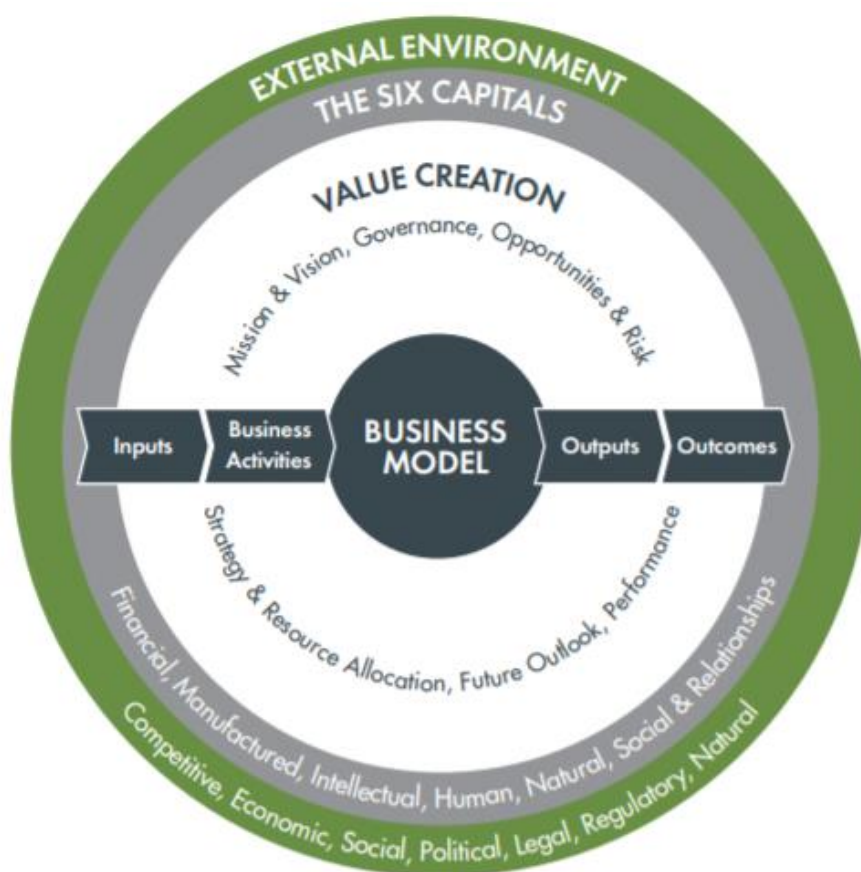 EXTERNAL ENVIRONMENT
THE SIX CAPITALS
VALUE CREATION
Mission & Vision, Governance, Opportunities & Risk
Inputs
Business
Activities
BUSINESS
MODEL
Outputs
Outcomes
Strategy & Resource Allocation, Future Outlook, Performance
Financial, Manufactured, Intellectual, Human, Natural, Social & Relationships
Competitive, Economic, Social, Political, Legal, Regulatory, Natural